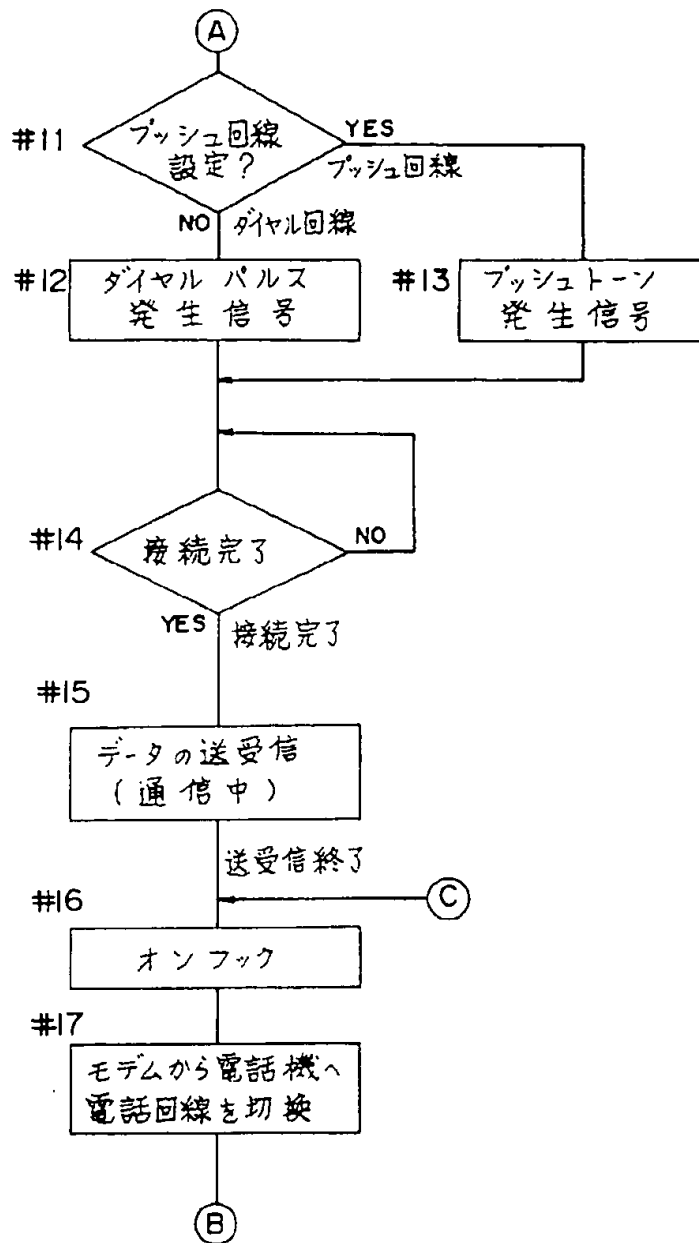 A
#11
プッシュ回線
設定?
YES
プッシュ回線
NO ダイヤル回線
#12
ダイヤル パルス
発生信号
#13
プッシュトーン
発生信号
#14
接続完了
NO
YES
接続完了
#15
データの送受信
(通信中)
送受信終了
#16
C
オンフック
#17
モデムから電話機へ
電話回線を切換
B